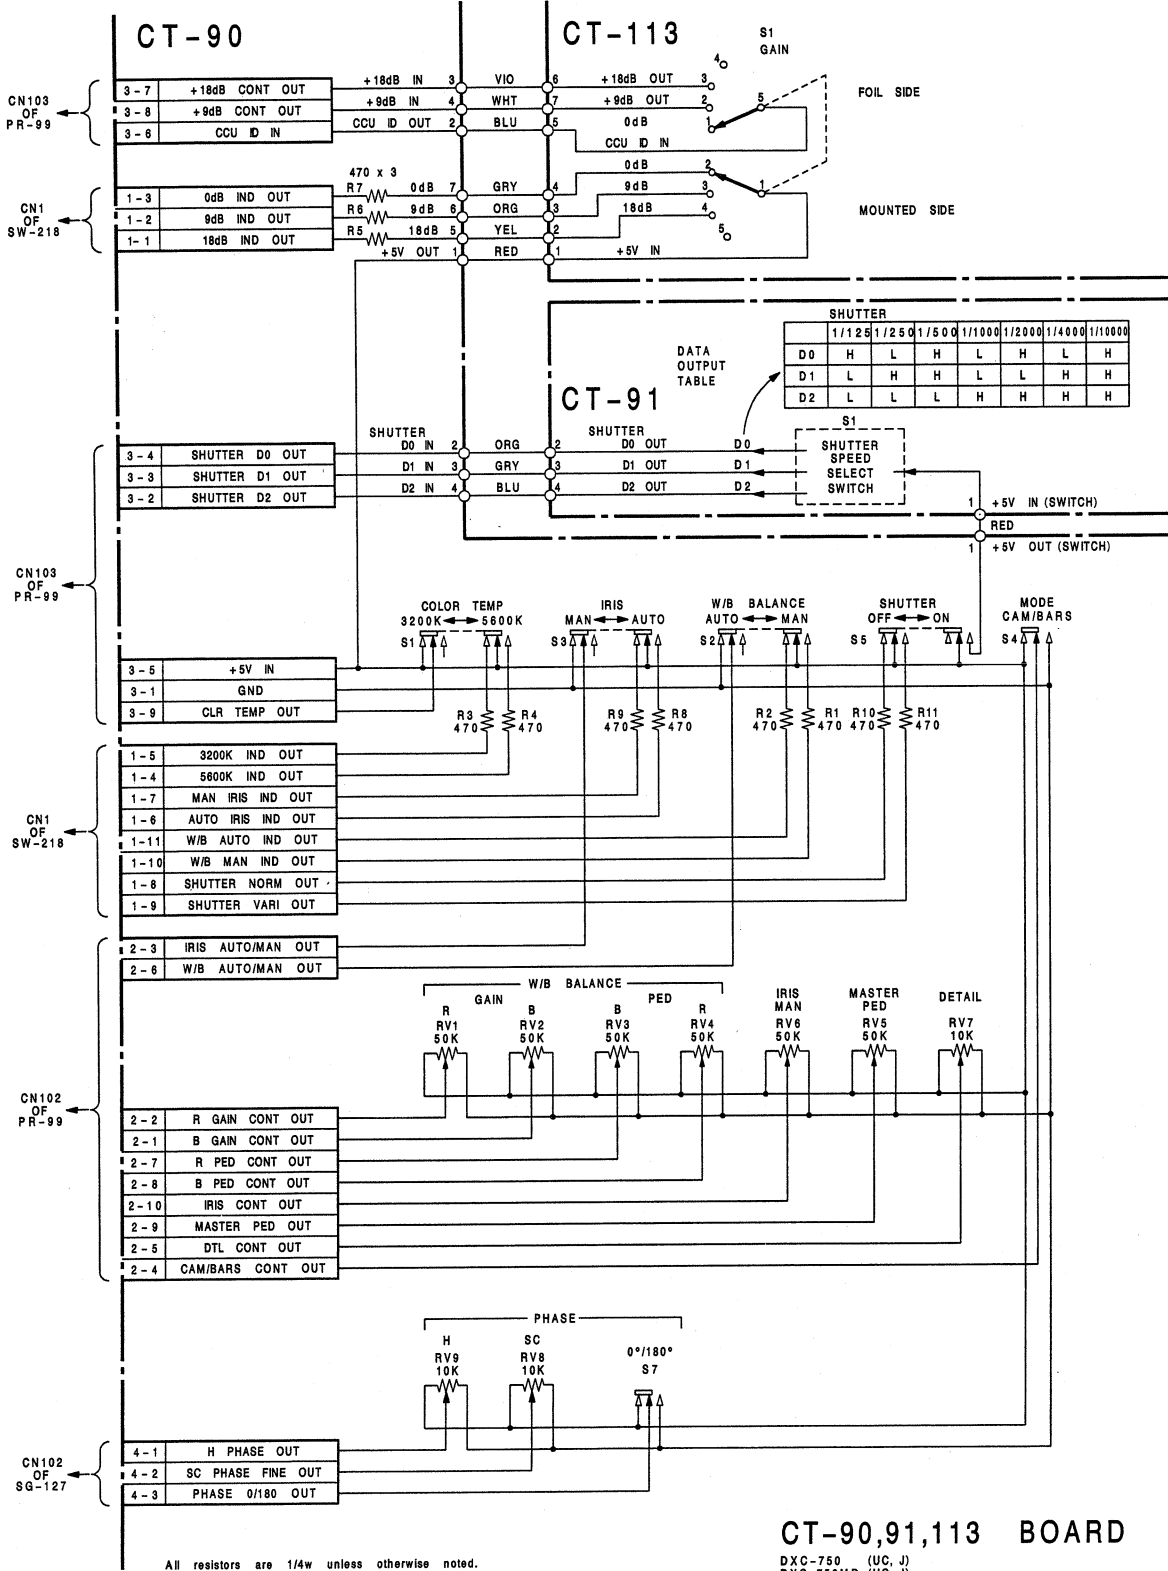 CT-90
CT-113
S1
GAIN
FOIL SIDE
MOUNTED SIDE
CN103
OF
PR-99
3-7 +18dB CONT OUT +18dB IN 3 VIO 6 +18dB OUT 3 4
3-8 +9dB CONT OUT +9dB IN 4 WHT 7 +9dB OUT 2 5
3-6 CCU ID IN CCU ID OUT 2 BLU 5 0dB 1
CCU ID IN
470 x 3
CN1
OF
SW-218
0dB 2
1-3 0dB IND OUT R7 0dB 7 GRY 4 9dB 3 1
1-2 9dB IND OUT R6 9dB 6 ORG 3 18dB 4
1-1 18dB IND OUT R5 18dB 5 YEL 2 5
+5V OUT 1 RED 1 +5V IN
SHUTTER
1/125 1/250 1/500 1/1000 1/2000 1/4000 1/10000
D0 H L H L H L H
D1 L H H L L H H
D2 L L L H H H H
DATA
OUTPUT
TABLE
CT-91
S1
SHUTTER
SPEED
SELECT
SWITCH
SHUTTER SHUTTER
3-4 SHUTTER D0 OUT D0 IN 2 ORG 2 D0 OUT D0
3-3 SHUTTER D1 OUT D1 IN 3 GRY 3 D1 OUT D1
3-2 SHUTTER D2 OUT D2 IN 4 BLU 4 D2 OUT D2
1 +5V IN (SWITCH)
RED
1 +5V OUT (SWITCH)
CN103
OF
PR-99
COLOR TEMP
3200K 5600K
S1
IRIS
MAN AUTO
S3
W/B BALANCE
AUTO MAN
S2
SHUTTER
OFF ON
S5
MODE
CAM/BARS
S4
3-5 +5V IN
3-1 GND
3-9 CLR TEMP OUT
R3 R4 R9 R8 R2 R1 R10 R11
470 470 470 470 470 470 470 470
CN1
OF
SW-218
1-5 3200K IND OUT
1-4 5600K IND OUT
1-7 MAN IRIS IND OUT
1-6 AUTO IRIS IND OUT
1-11 W/B AUTO IND OUT
1-10 W/B MAN IND OUT
1-8 SHUTTER NORM OUT
1-9 SHUTTER VARI OUT
2-3 IRIS AUTO/MAN OUT
2-6 W/B AUTO/MAN OUT
W/B BALANCE
GAIN PED
R
RV1
50K
B
RV2
50K
B
RV3
50K
R
RV4
50K
IRIS
MAN
RV6
50K
MASTER
PED
RV5
50K
DETAIL
RV7
10K
CN102
OF
PR-99
2-2 R GAIN CONT OUT
2-1 B GAIN CONT OUT
2-7 R PED CONT OUT
2-8 B PED CONT OUT
2-10 IRIS CONT OUT
2-9 MASTER PED OUT
2-5 DTL CONT OUT
2-4 CAM/BARS CONT OUT
PHASE
H
RV9
10K
SC
RV8
10K
0°/180°
S7
CN102
OF
SG-127
4-1 H PHASE OUT
4-2 SC PHASE FINE OUT
4-3 PHASE 0/180 OUT
CT-90,91,113 BOARD
DXC-750 (UC, J)
All resistors are 1/4w unless otherwise noted.